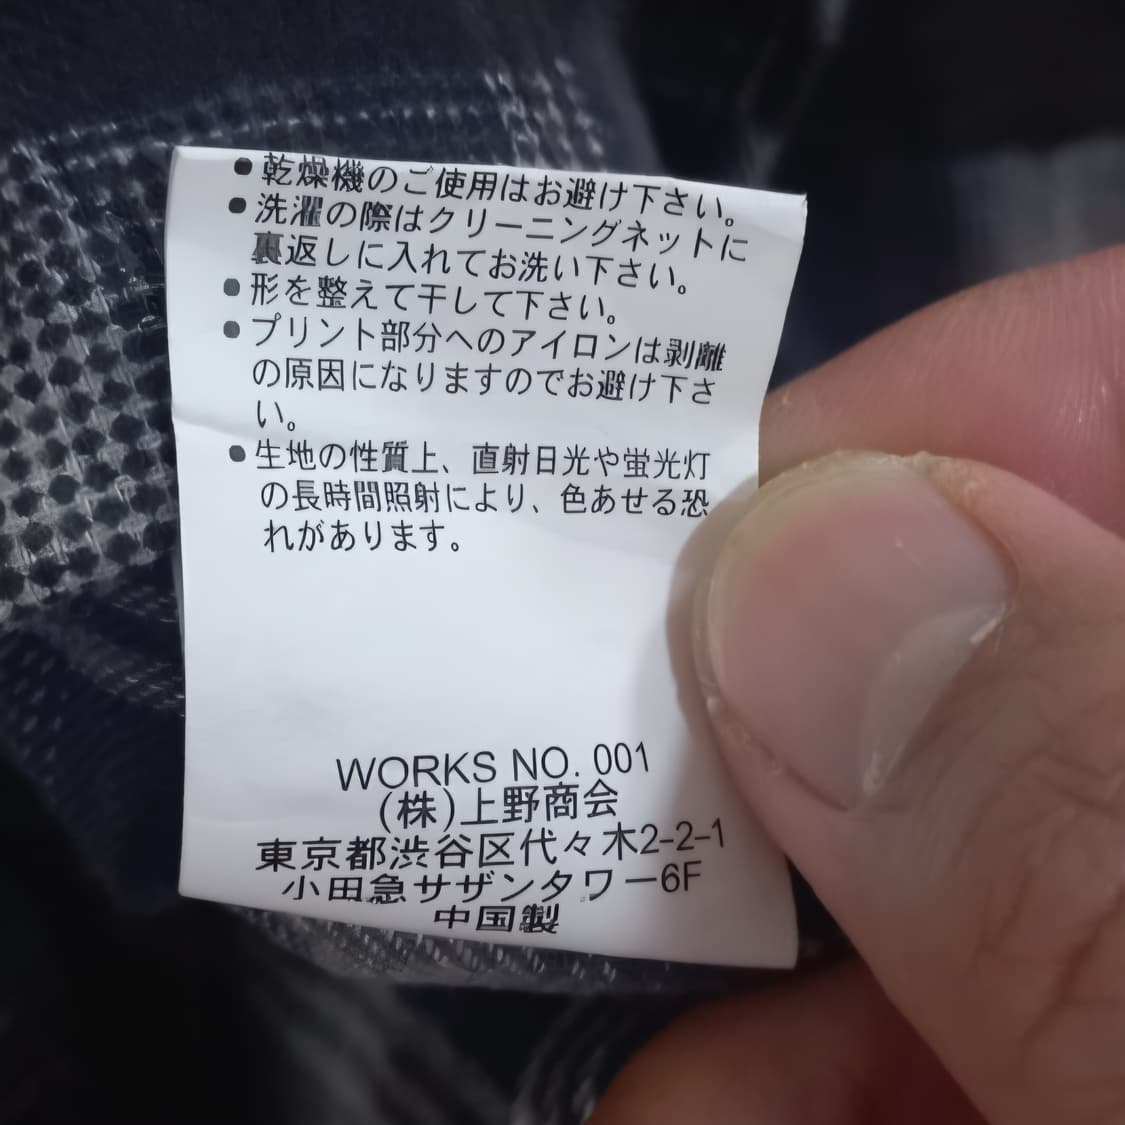 ●乾燥機のご使用はお避け下さい。
●洗濯の際はクリーニングネットに
裏返しに入れてお洗い下さい。
●形を整えて干して下さい。
●プリント部分へのアイロンは剥離
の原因になりますのでお避け下さ
い。
●生地の性質上、直射日光や蛍光灯
の長時間照射により、色あせる恐
れがあります。
WORKS NO. 001
(株)上野商会
東京都渋谷区代々木2-2-1
小田急サザンタワー6F
中国製